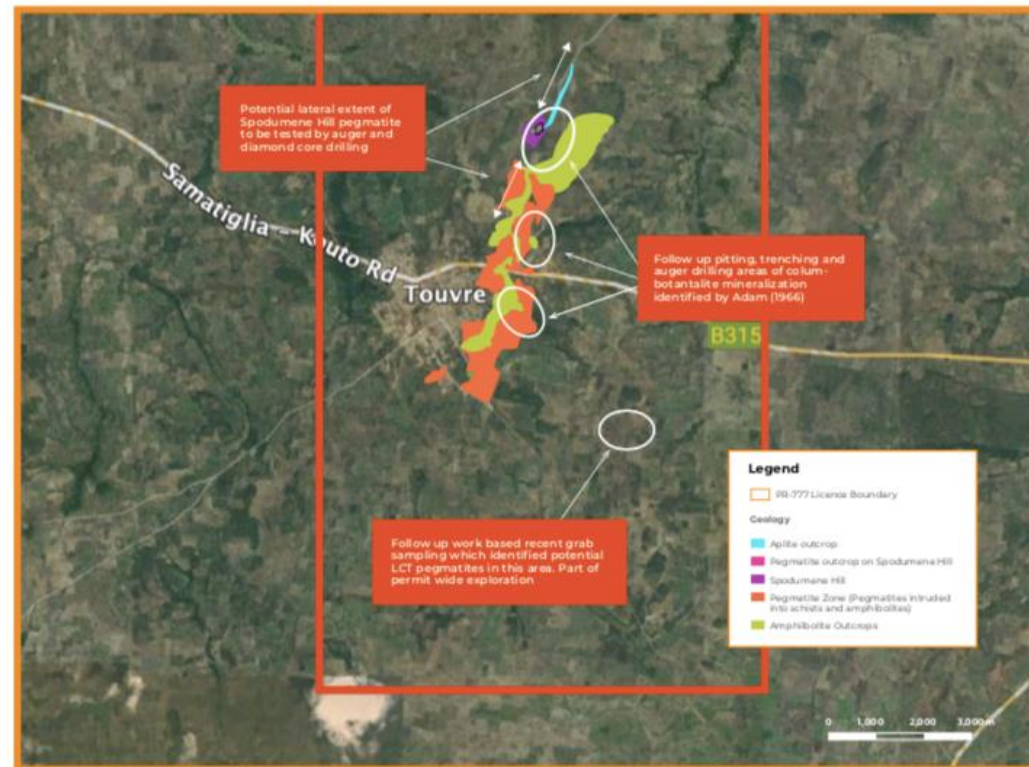 Potential lateral extent of
Spodumene Hill pegmatite
to be tested by auger and
diamond core drilling
Samatiglia - Kouto Rd
Touvre
Follow up pitting, trenching and
auger drilling areas of colum-
botantalite mineralization
identified by Adam (1966)
B315
Follow up work based recent grab
sampling which identified potential
LCT pegmatites in this area. Part of
permit wide exploration
Legend
PR-777 Licence Boundary
Geology
Aplite outcrop
Pegmatite outcrop on Spodumene Hill
Spodumene Hill
Pegmatite Zone (Pegmatites intruded
into schists and amphibolites)
Amphilbolite Outcrops
0 1,000 2,000 3,000m